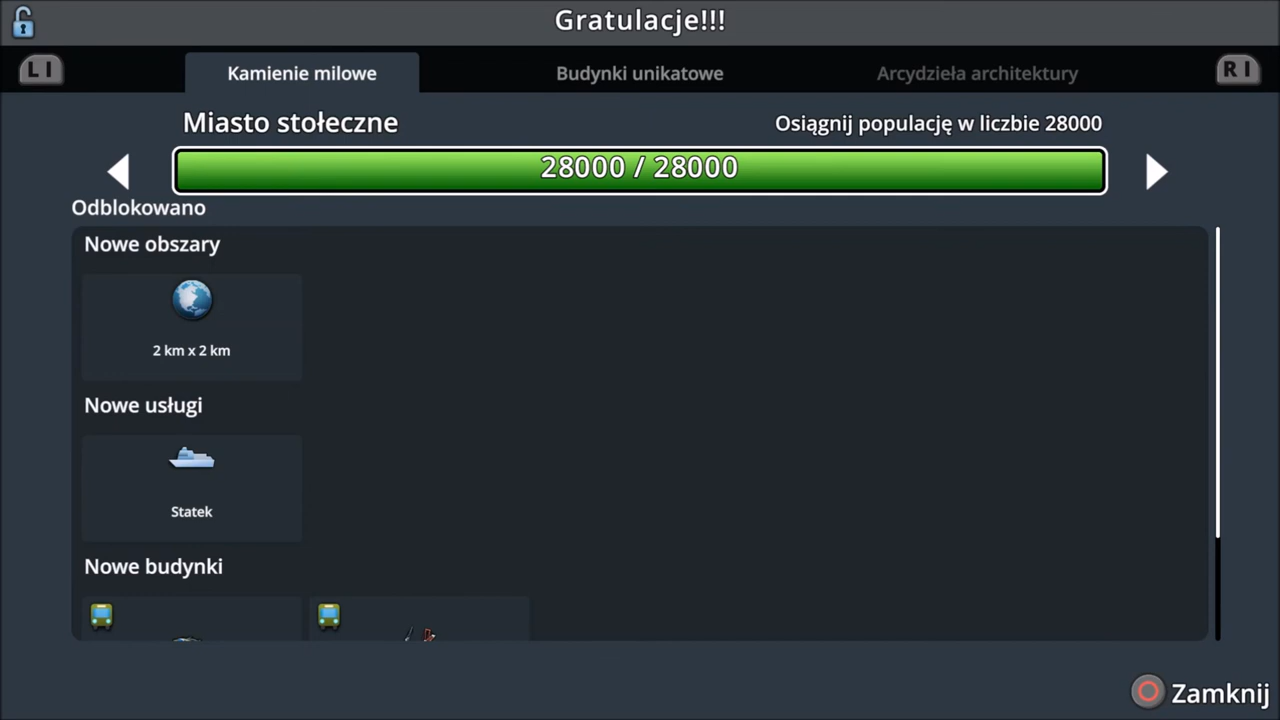 Gratulacje!!!
L1
Kamienie milowe
Budynki unikatowe
Arcydzieła architektury
R1
Miasto stołeczne
Osiągnij populację w liczbie 28000
28000 / 28000
Odblokowano
Nowe obszary
2 km x 2 km
Nowe usługi
Statek
Nowe budynki
Zamknij